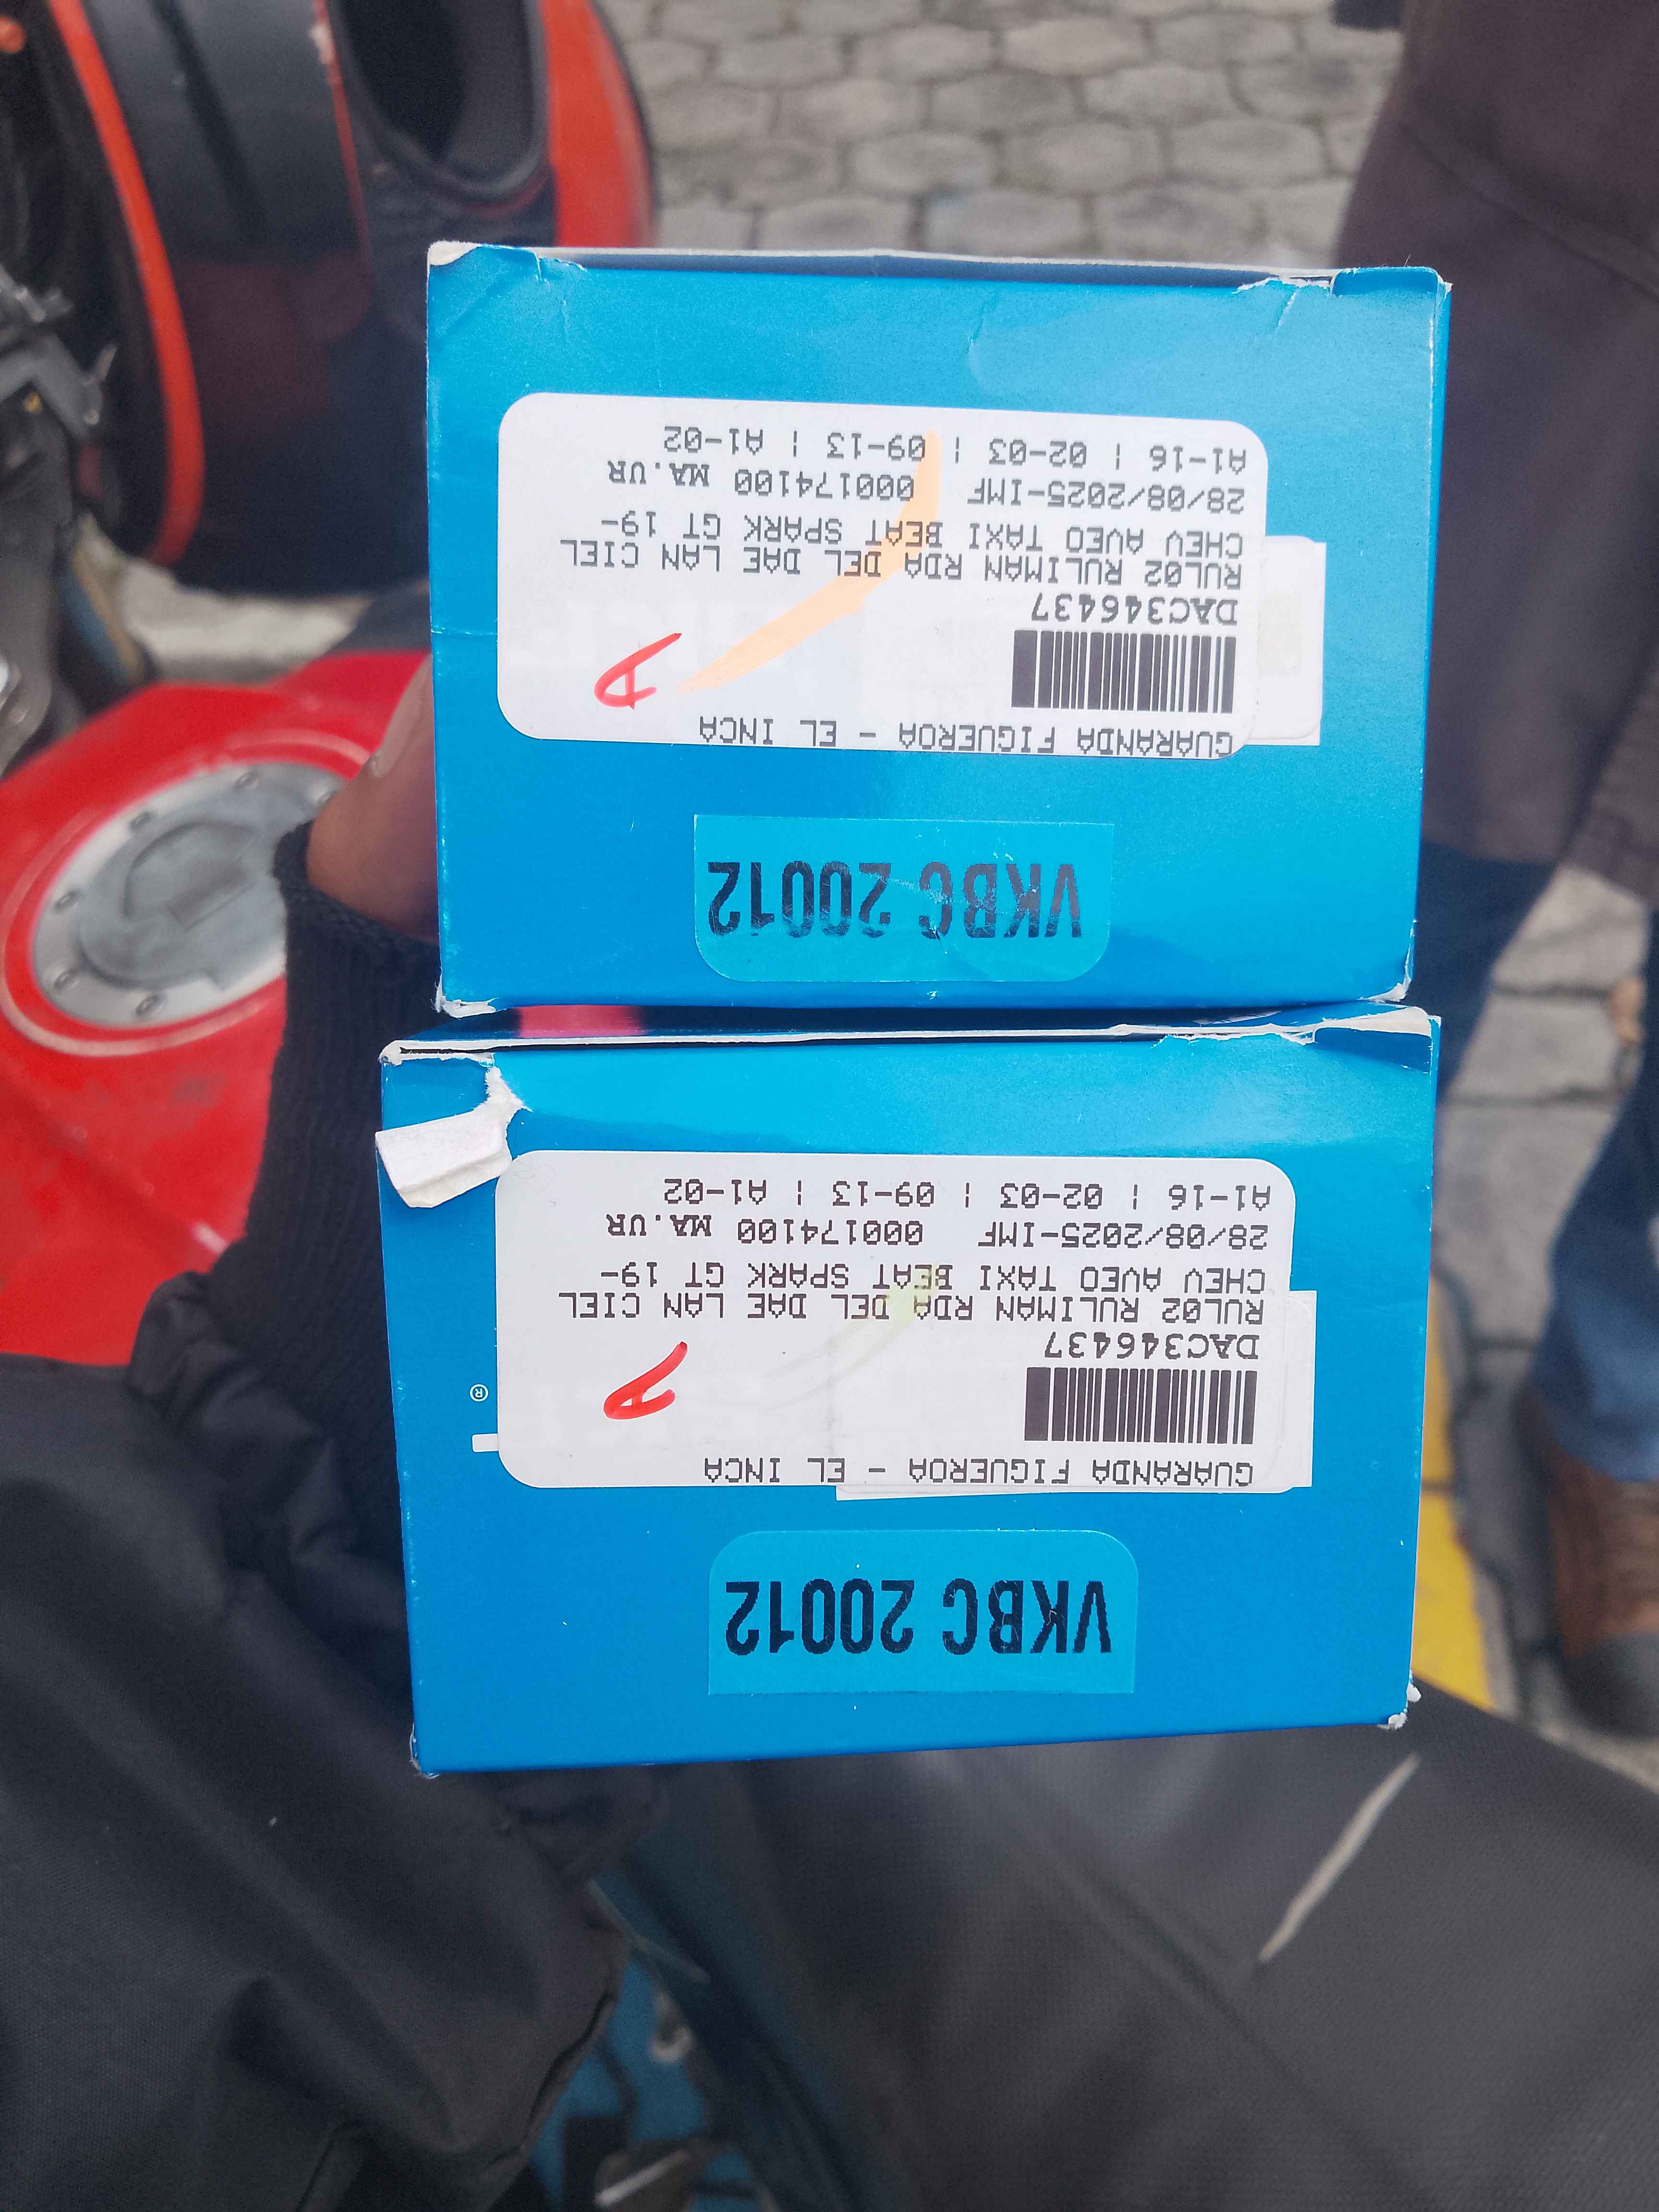 VKBC 20012
GUARANDA FIGUEROA - EL INCA
DAC346437
RUL02 RULIMAN RDA DEL DAE LAN CIEL
CHEV AVEO TAXI BEAT SPARK GT 19-
28/08/2025-IMF 000174100 MA.UR
A1-16 | 02-03 | 09-13 | A1-02
®
VKBC 20012
GUARANDA FIGUEROA - EL INCA
DAC346437
RUL02 RULIMAN RDA DEL DAE LAN CIEL
CHEV AVEO TAXI BEAT SPARK GT 19-
28/08/2025-IMF 000174100 MA.UR
A1-16 | 02-03 | 09-13 | A1-02